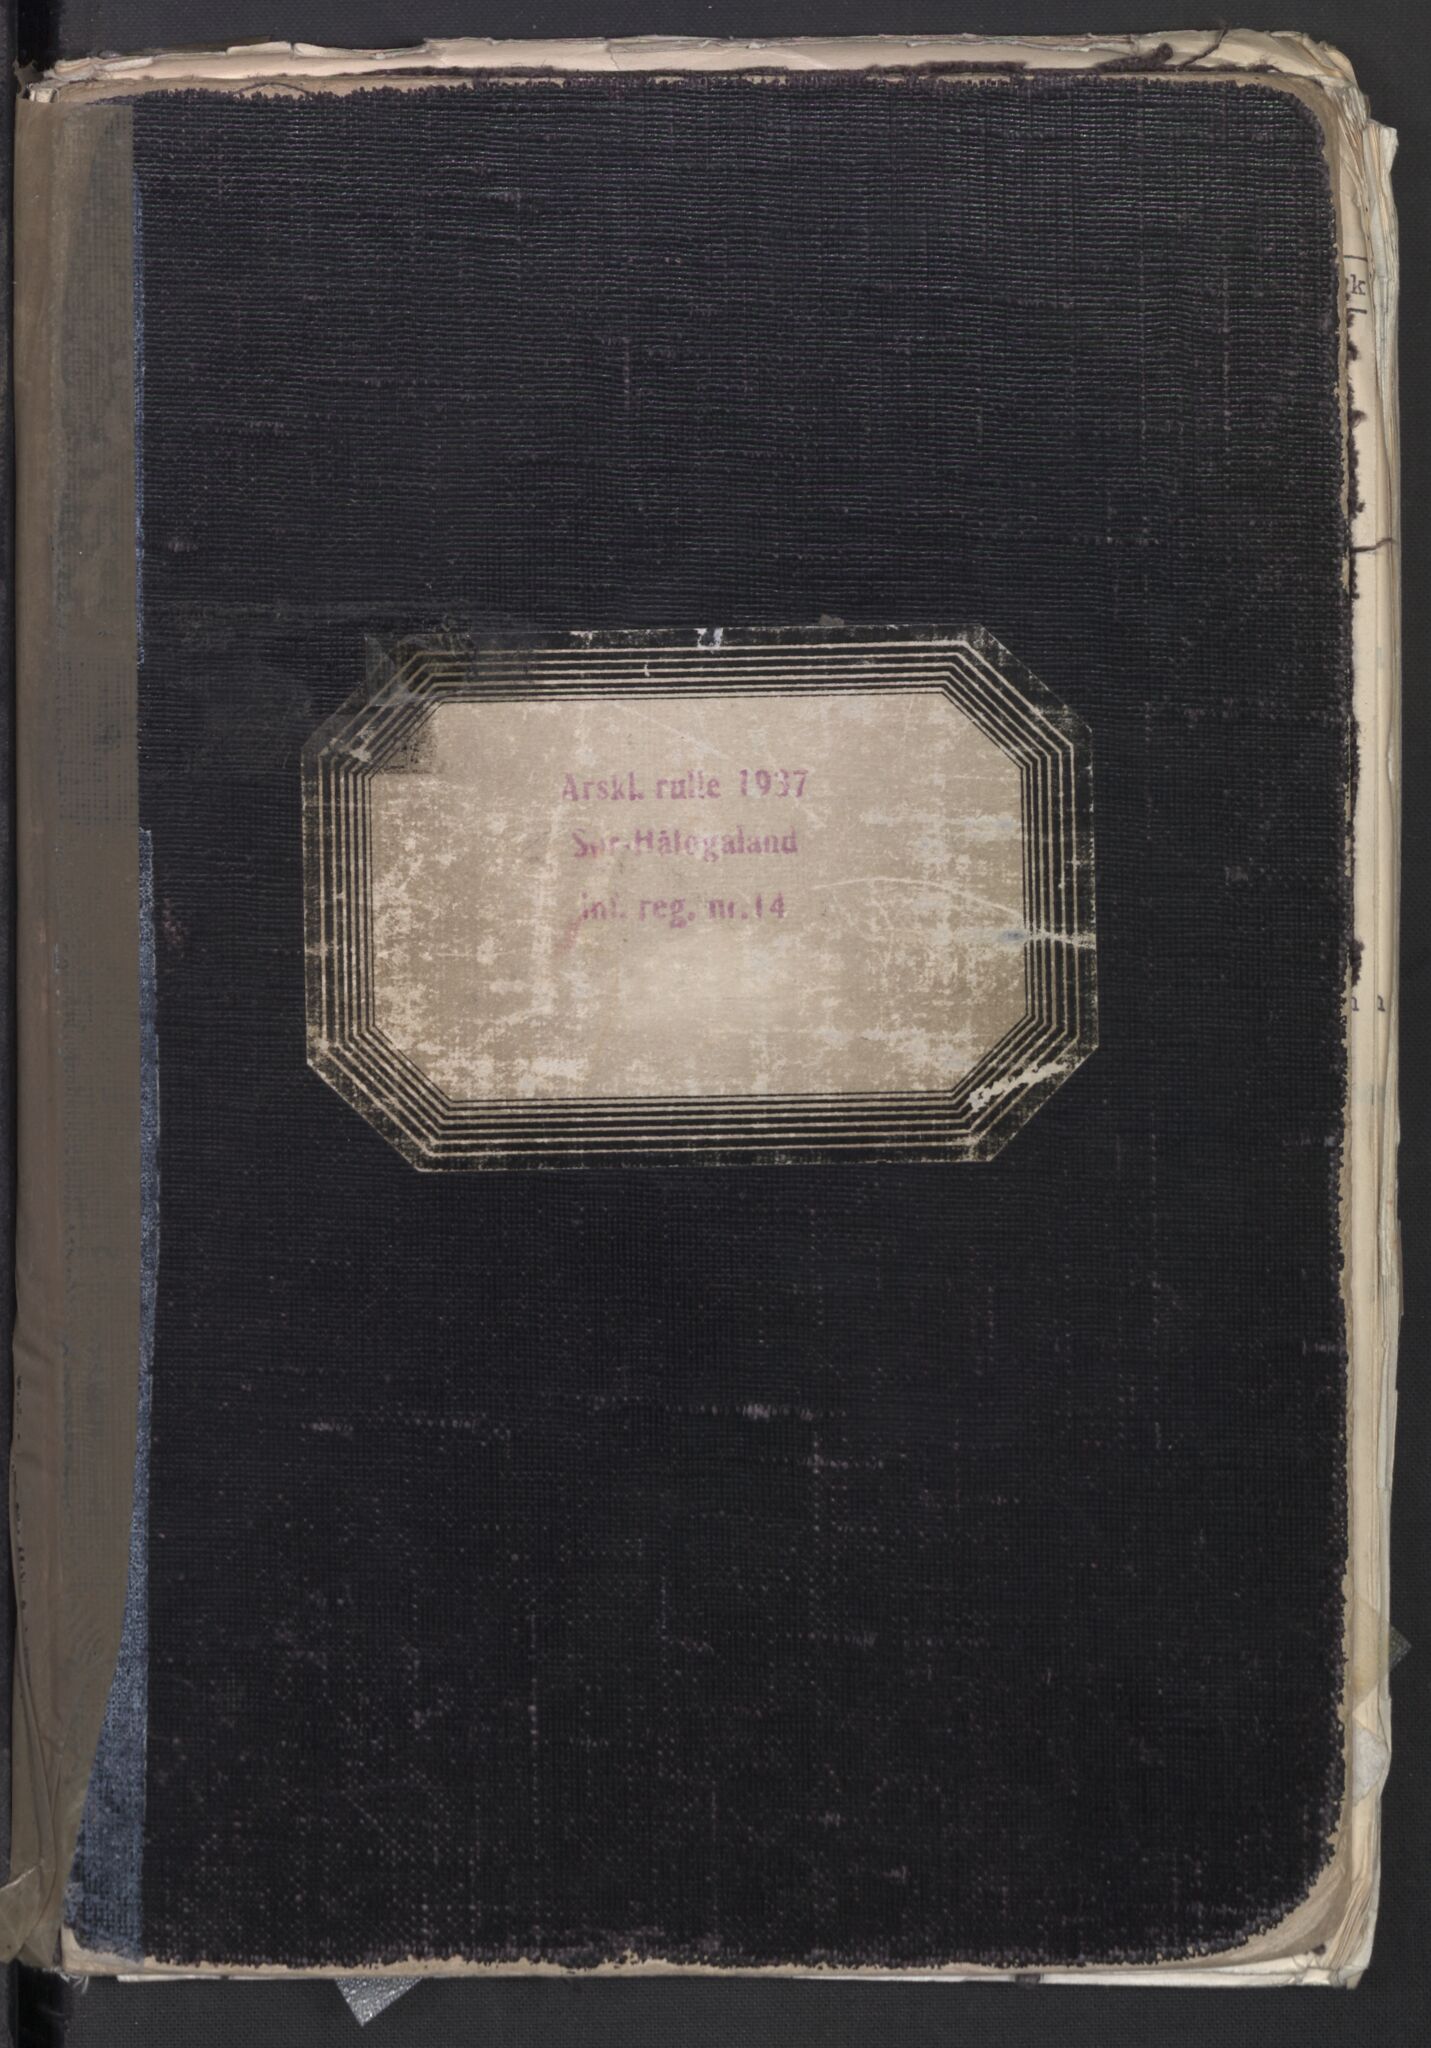 Årskl. rulle 1937
Sør-Hålogaland
inf. reg. nr. 14
k
n